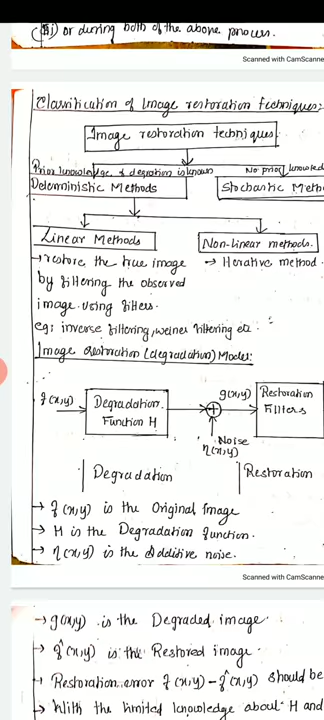 (iii) or during both of the above process.
Scanned with CamScanne
Classification of Image restoration techniques:-
Image restoration techniques
Prior knowledge of degration is known
No prior knowled
Deterministic Methods
Stochastic Meth
Linear Methods
Non-linear methods.
→ restore the true image
→ Iterative method.
by filtering the observed
image using filters.
eg: inverse filtering, weiner filtering etc.
Image restoration (degradation) Model:
f(x,y)
Degradation
Function H
g(x,y)
Restoration
Filters
Noise
η(x,y)
Degradation
Restoration
→ f(x,y) is the Original Image
→ H is the Degradation function.
→ η(x,y) is the additive noise.
Scanned with CamScanne
→ g(x,y) is the Degraded image.
→ f^(x,y) is the Restored image.
→ Restoration error f(x,y) - f^(x,y) should be
→ With the limited knowledge about H and